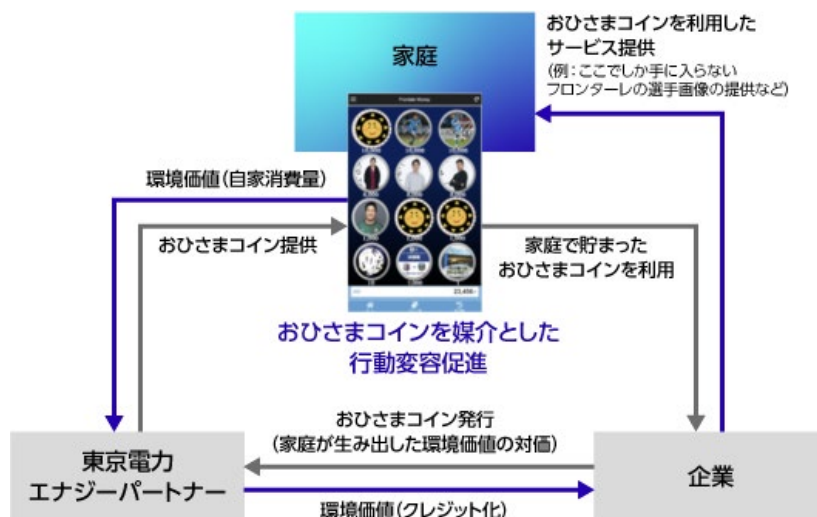 おひさまコインを利用した
サービス提供
(例:ここでしか手に入らない
フロンターレの選手画像の提供など)
家庭
環境価値(自家消費量)
おひさまコイン提供
家庭で貯まった
おひさまコインを利用
おひさまコインを媒介とした
行動変容促進
おひさまコイン発行
(家庭が生み出した環境価値の対価)
東京電力
エナジーパートナー
企業
環境価値(クレジット化)